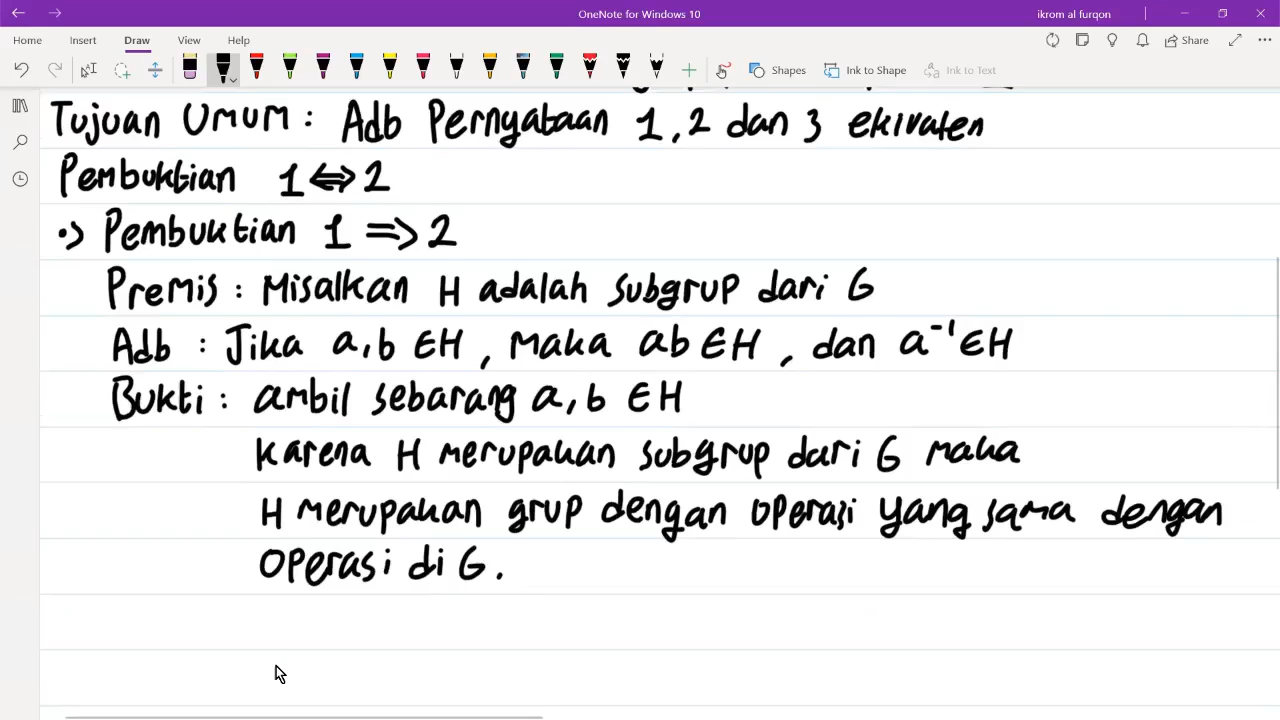 OneNote for Windows 10
ikrom al furqon
Home Insert Draw View Help
Share
Shapes
Ink to Shape
Ink to Text
Tujuan Umum : Adb Pernyataan 1, 2 dan 3 ekivalen
Pembuktian 1 ⇔ 2
•> Pembuktian 1 => 2
Premis : Misalkan H adalah subgrup dari G
Adb : Jika a, b ∈ H, maka ab ∈ H, dan a⁻¹ ∈ H
Bukti : ambil sebarang a, b ∈ H
karena H merupakan subgrup dari G maka
H merupakan grup dengan operasi yang sama dengan
operasi di G.